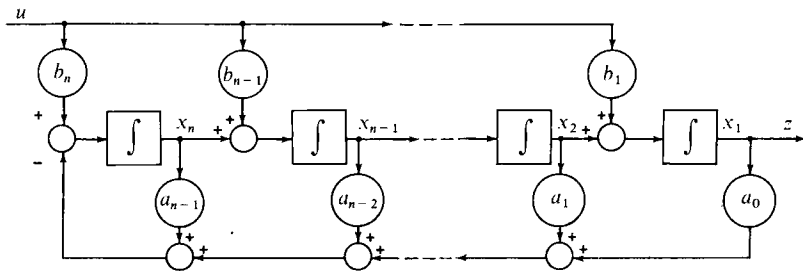 u
b_n
b_{n-1}
b_1
+
-
∫
x_n
+
+
∫
x_{n-1}
∫
x_2
+
+
∫
x_1
z
a_{n-1}
a_{n-2}
a_1
a_0
+
+
+
+
+
+